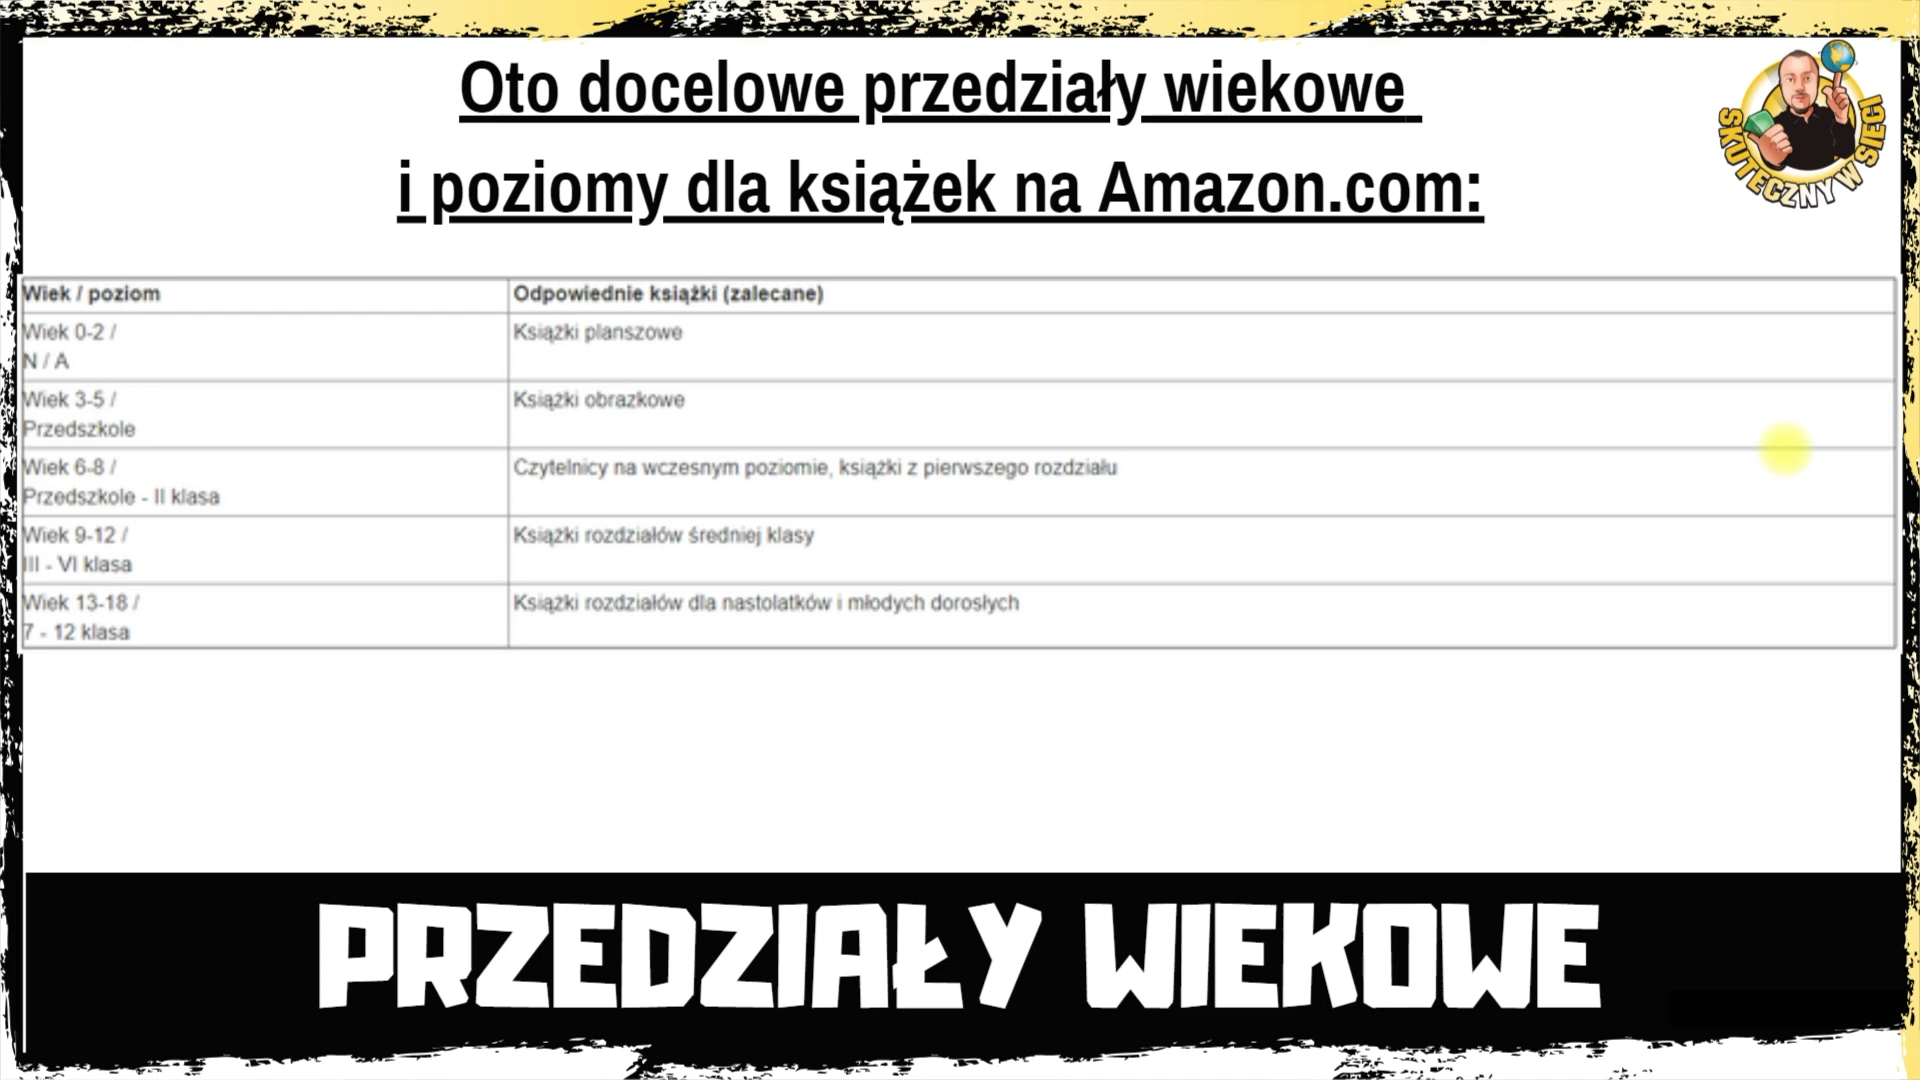 Oto docelowe przedziały wiekowe
i poziomy dla książek na Amazon.com:
SKUTECZNY W SIECI
Wiek / poziom
Odpowiednie książki (zalecane)
Wiek 0-2 /
N / A
Książki planszowe
Wiek 3-5 /
Przedszkole
Książki obrazkowe
Wiek 6-8 /
Przedszkole - II klasa
Czytelnicy na wczesnym poziomie, książki z pierwszego rozdziału
Wiek 9-12 /
III - VI klasa
Książki rozdziałów średniej klasy
Wiek 13-18 /
7 - 12 klasa
Książki rozdziałów dla nastolatków i młodych dorosłych
PRZEDZIAŁY WIEKOWE